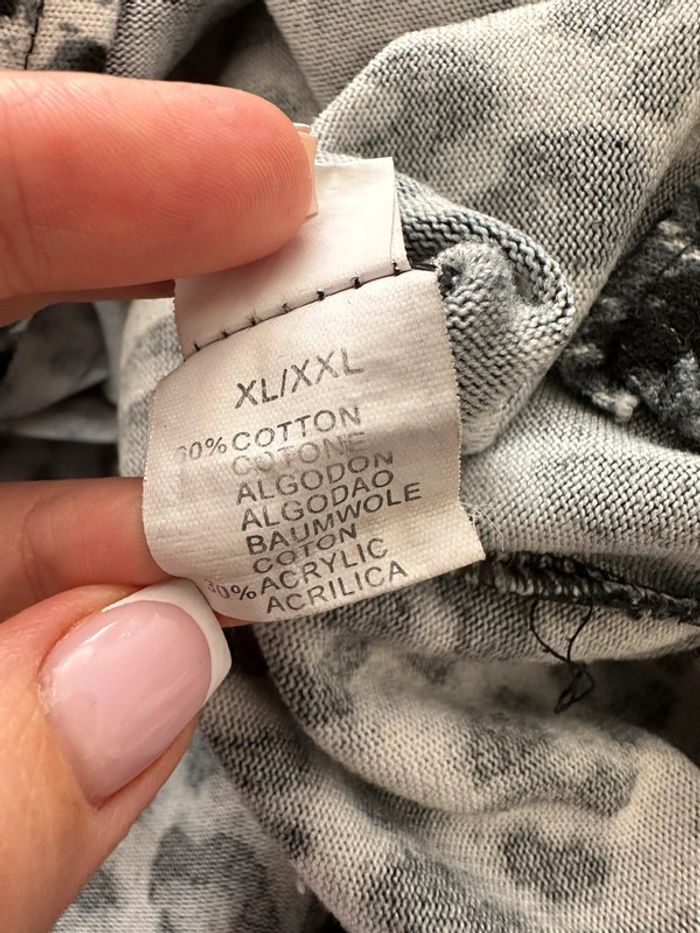 XL/XXL
0%COTTON
COTONE
ALGODON
ALGODAO
BAUMWOLE
COTON
30%ACRYLIC
ACRILICA